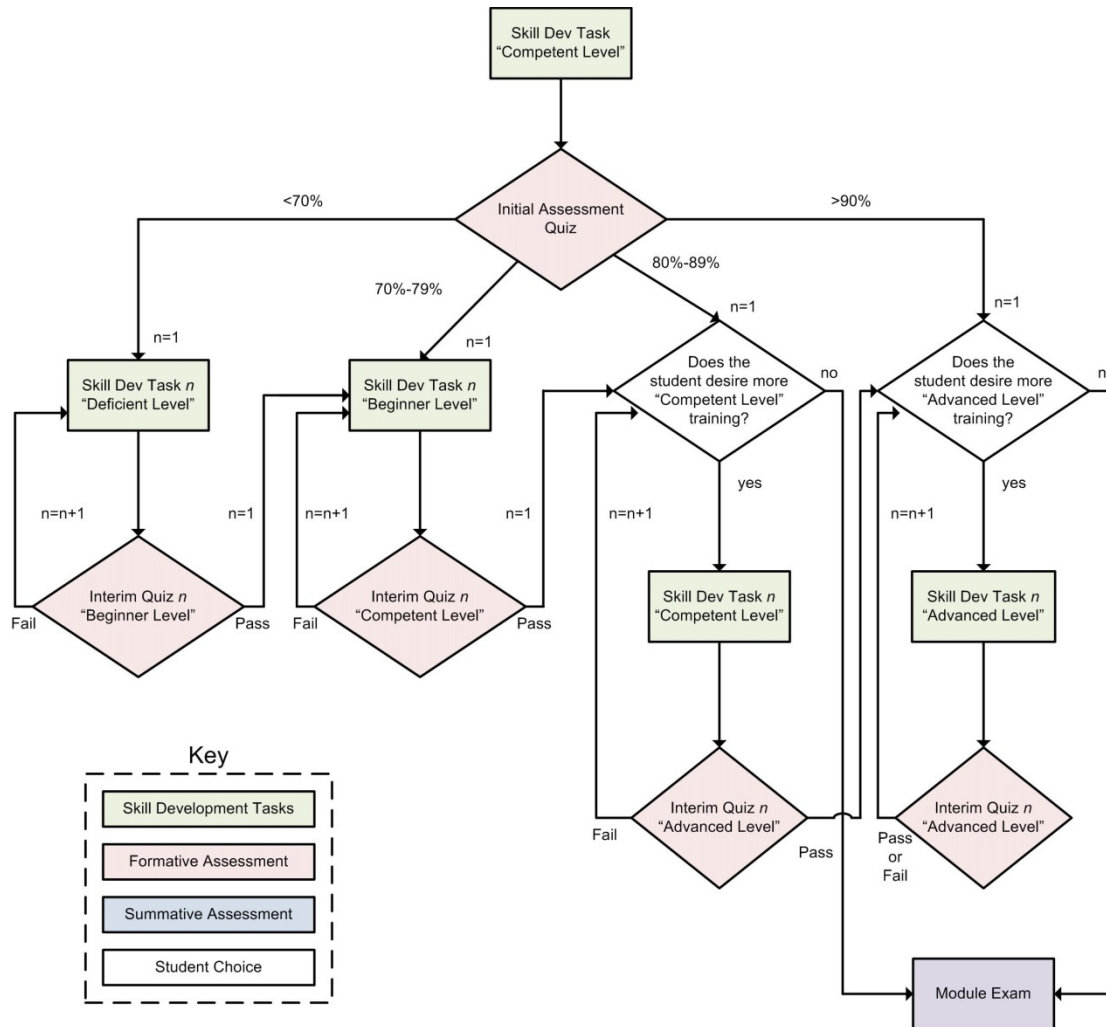 Skill Dev Task
“Competent Level”
Initial Assessment
Quiz
<70%
>90%
80%-89%
70%-79%
n=1
n=1
n=1
n=1
Skill Dev Task n
“Deficient Level”
Skill Dev Task n
“Beginner Level”
Does the
student desire more
“Competent Level”
training?
no
Does the
student desire more
“Advanced Level”
training?
n
yes
yes
n=n+1
n=1
n=n+1
n=1
n=n+1
n=n+1
Interim Quiz n
“Beginner Level”
Fail
Pass
Interim Quiz n
“Competent Level”
Fail
Pass
Skill Dev Task n
“Competent Level”
Skill Dev Task n
“Advanced Level”
Interim Quiz n
“Advanced Level”
Fail
Pass
Interim Quiz n
“Advanced Level”
Pass
or
Fail
Key
Skill Development Tasks
Formative Assessment
Summative Assessment
Student Choice
Module Exam